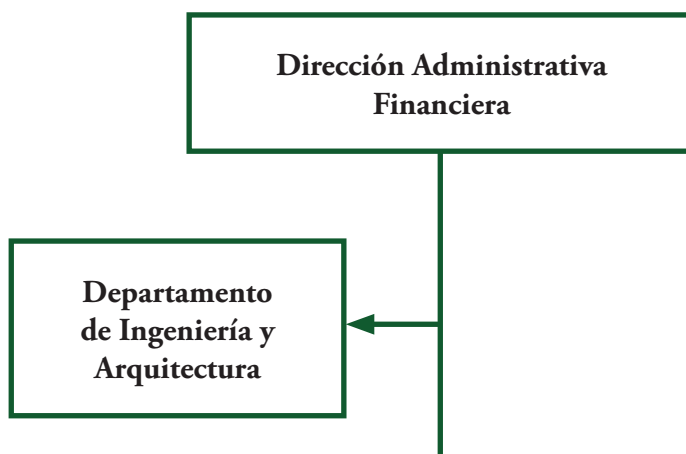 Dirección Administrativa
Financiera
Departamento
de Ingeniería y
Arquitectura